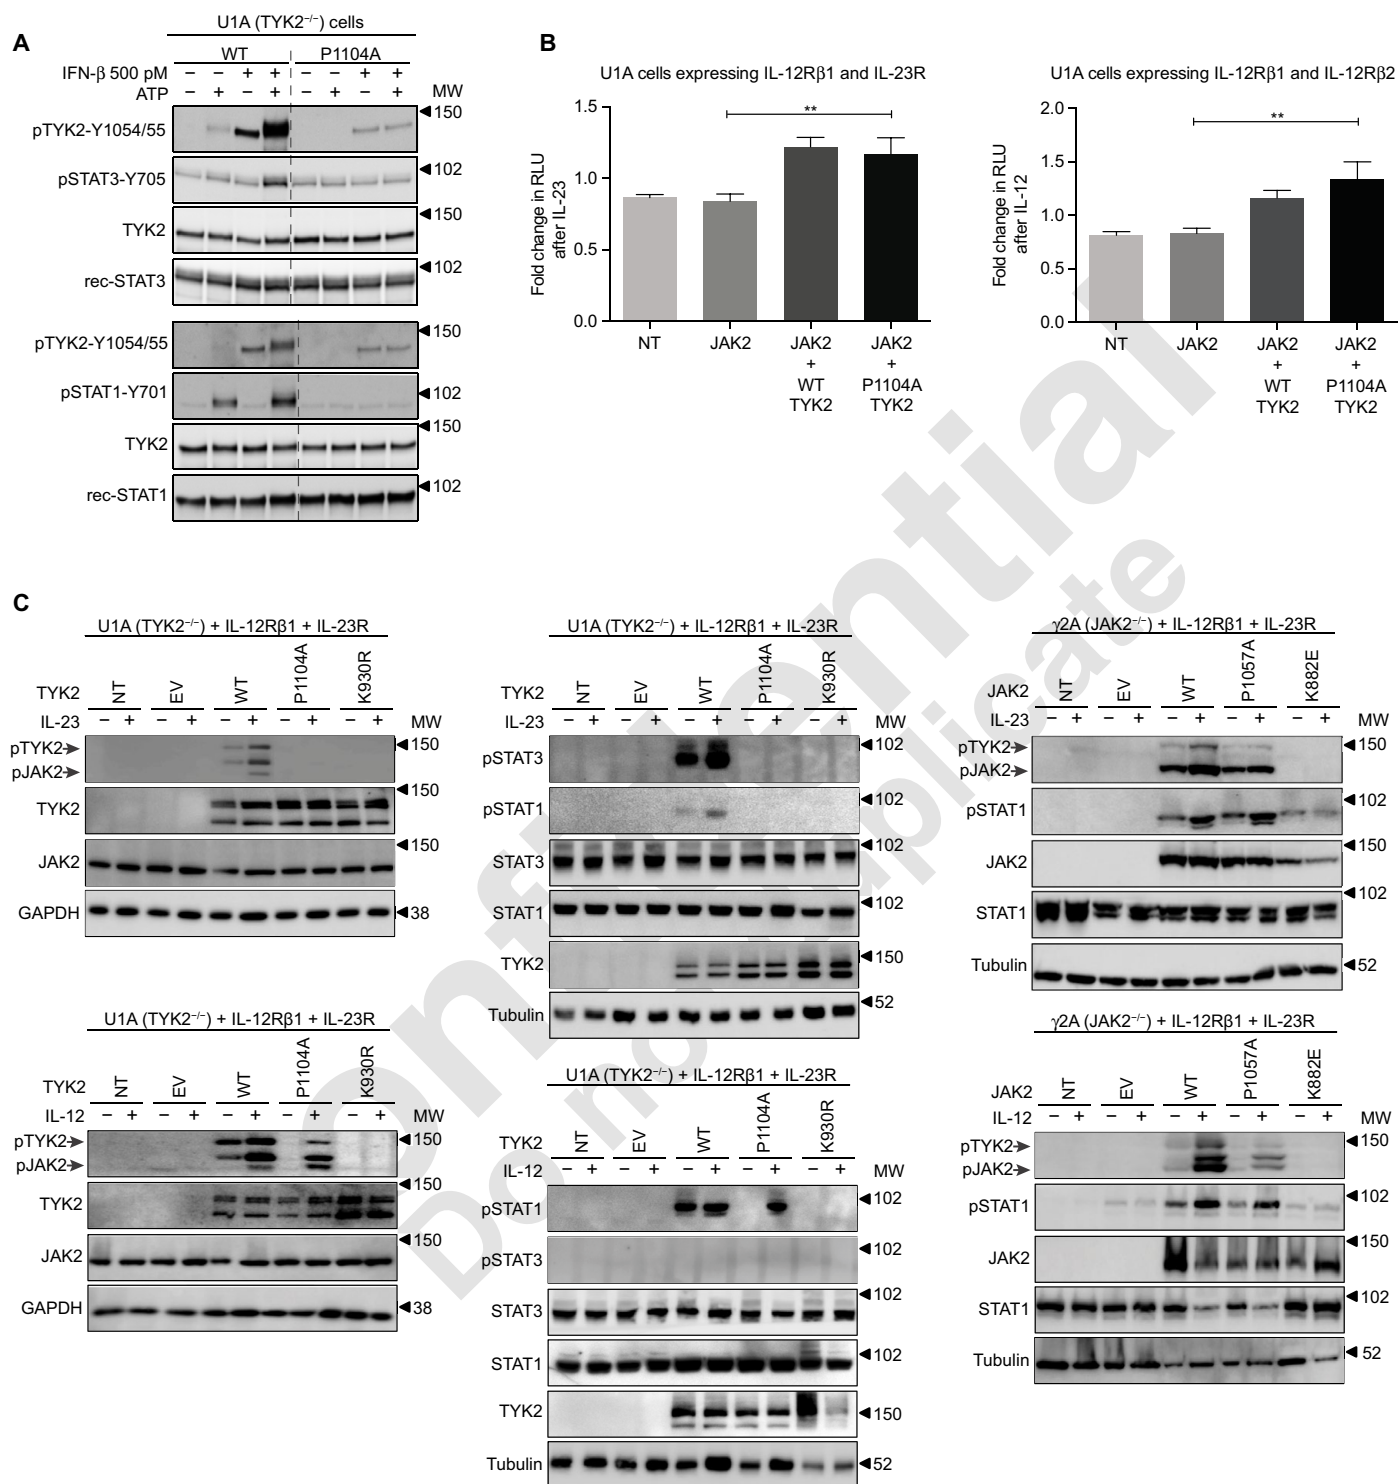 A
U1A (TYK2⁻/⁻) cells
WT P1104A
IFN-β 500 pM − − + + − − + +
ATP − + − + − + − + MW
pTYK2-Y1054/55 150
pSTAT3-Y705 102
TYK2 150
rec-STAT3 102
pTYK2-Y1054/55 150
pSTAT1-Y701 102
TYK2 150
rec-STAT1 102
B
U1A cells expressing IL-12Rβ1 and IL-23R
Fold change in RLU
after IL-23
1.5
1.0
0.5
0.0
**
NT JAK2 JAK2 JAK2
+ +
WT P1104A
TYK2 TYK2
U1A cells expressing IL-12Rβ1 and IL-12Rβ2
Fold change in RLU
after IL-12
2.0
1.5
1.0
0.5
0.0
**
NT JAK2 JAK2 JAK2
+ +
WT P1104A
TYK2 TYK2
C
U1A (TYK2⁻/⁻) + IL-12Rβ1 + IL-23R
TYK2 NT EV WT P1104A K930R
IL-23 − + − + − + − + − + MW
pTYK2 150
pJAK2
TYK2 150
JAK2 150
GAPDH 38
U1A (TYK2⁻/⁻) + IL-12Rβ1 + IL-23R
TYK2 NT EV WT P1104A K930R
IL-23 − + − + − + − + − + MW
pSTAT3 102
pSTAT1 102
STAT3 102
STAT1 102
TYK2 150
Tubulin 52
γ2A (JAK2⁻/⁻) + IL-12Rβ1 + IL-23R
JAK2 NT EV WT P1057A K882E
IL-23 − + − + − + − + − + MW
pTYK2 150
pJAK2
pSTAT1 102
JAK2 150
STAT1 102
Tubulin 52
U1A (TYK2⁻/⁻) + IL-12Rβ1 + IL-23R
TYK2 NT EV WT P1104A K930R
IL-12 − + − + − + − + − + MW
pTYK2 150
pJAK2
TYK2 150
JAK2 150
GAPDH 38
U1A (TYK2⁻/⁻) + IL-12Rβ1 + IL-23R
TYK2 NT EV WT P1104A K930R
IL-12 − + − + − + − + − + MW
pSTAT1 102
pSTAT3 102
STAT3 102
STAT1 102
TYK2 150
Tubulin 52
γ2A (JAK2⁻/⁻) + IL-12Rβ1 + IL-23R
JAK2 NT EV WT P1057A K882E
IL-12 − + − + − + − + − + MW
pTYK2 150
pJAK2
pSTAT1 102
JAK2 150
STAT1 102
Tubulin 52
Confidential
Do not duplicate